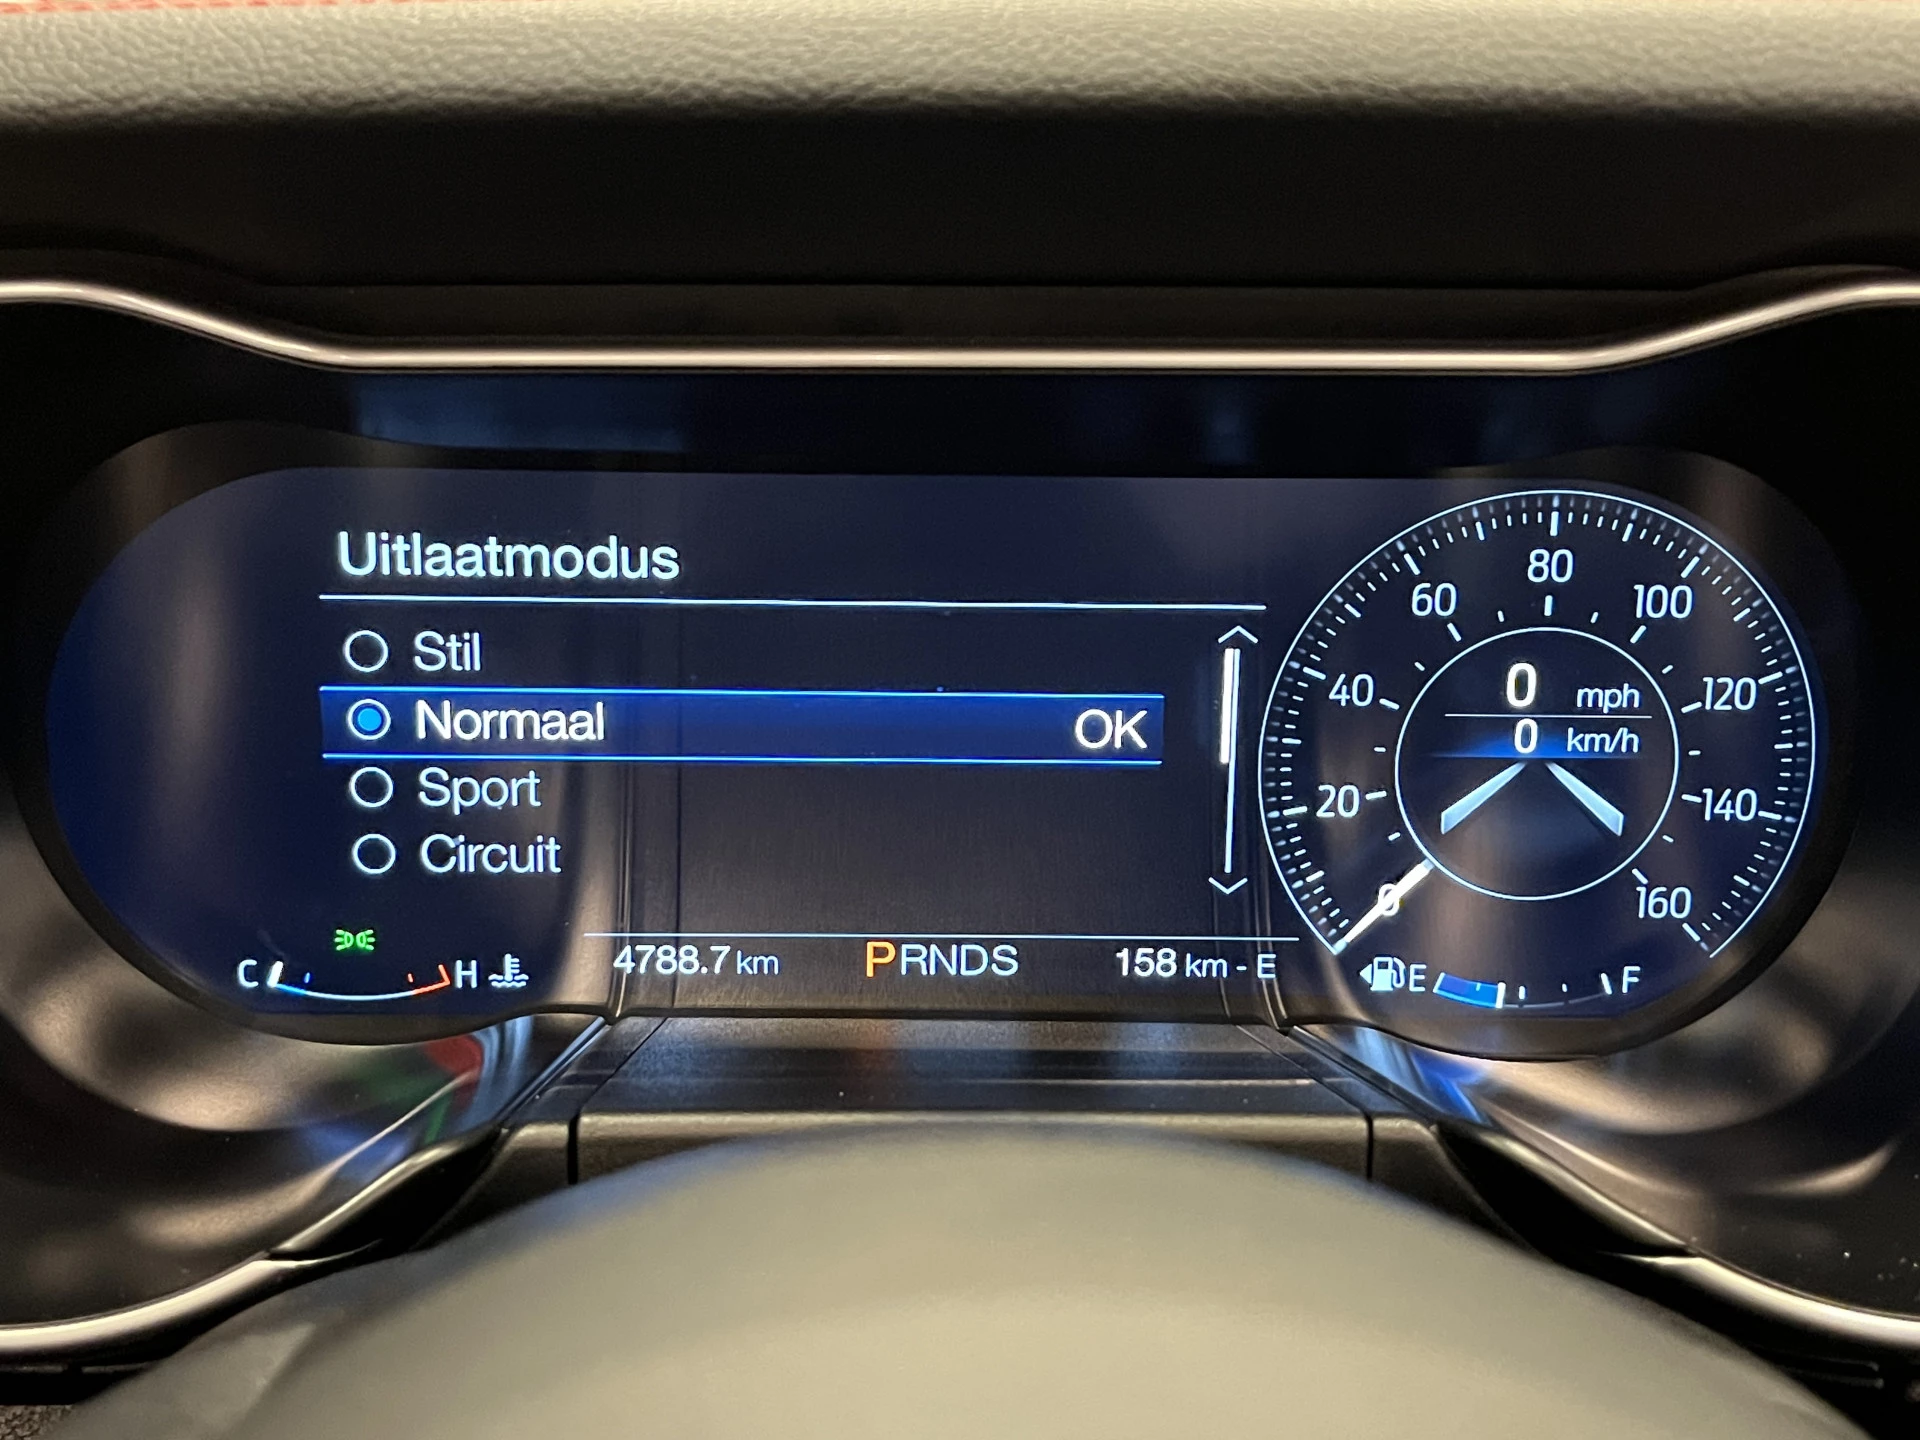 Uitlaatmodus
Stil
Normaal OK
Sport
Circuit
C H
4788.7 km PRNDS 158 km - E
0 20 40 60 80 100 120 140 160
0 mph
0 km/h
E F